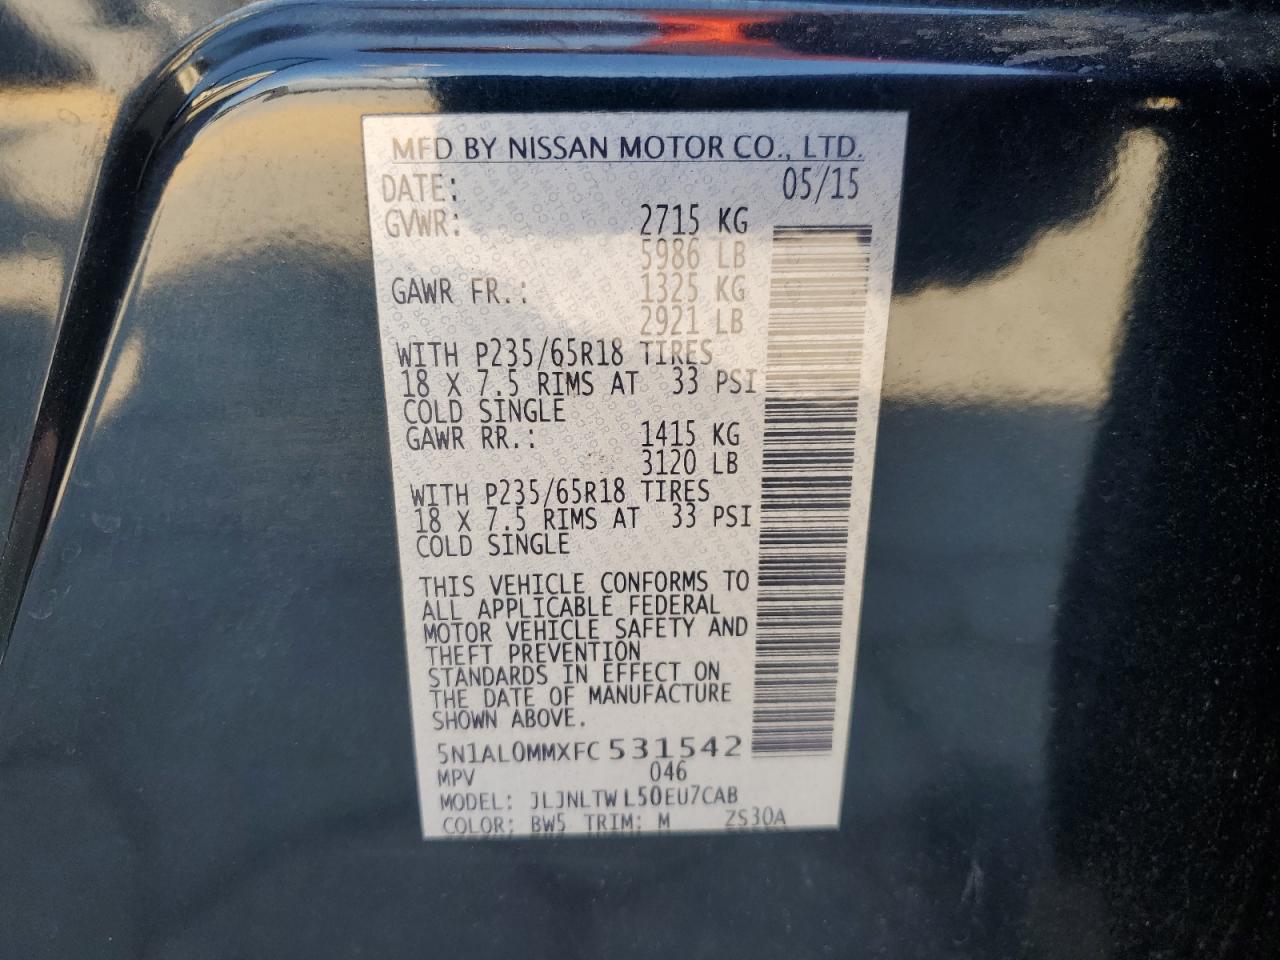 MFD BY NISSAN MOTOR CO., LTD.
DATE: 05/15
GVWR: 2715 KG
5986 LB
GAWR FR.: 1325 KG
2921 LB
WITH P235/65R18 TIRES
18 X 7.5 RIMS AT 33 PSI
COLD SINGLE
GAWR RR.: 1415 KG
3120 LB
WITH P235/65R18 TIRES
18 X 7.5 RIMS AT 33 PSI
COLD SINGLE
THIS VEHICLE CONFORMS TO
ALL APPLICABLE FEDERAL
MOTOR VEHICLE SAFETY AND
THEFT PREVENTION
STANDARDS IN EFFECT ON
THE DATE OF MANUFACTURE
SHOWN ABOVE.
5N1AL0MMXFC531542
MPV 046
MODEL: JLJNLTWL50EU7CAB
COLOR: BW5 TRIM: M ZS30A